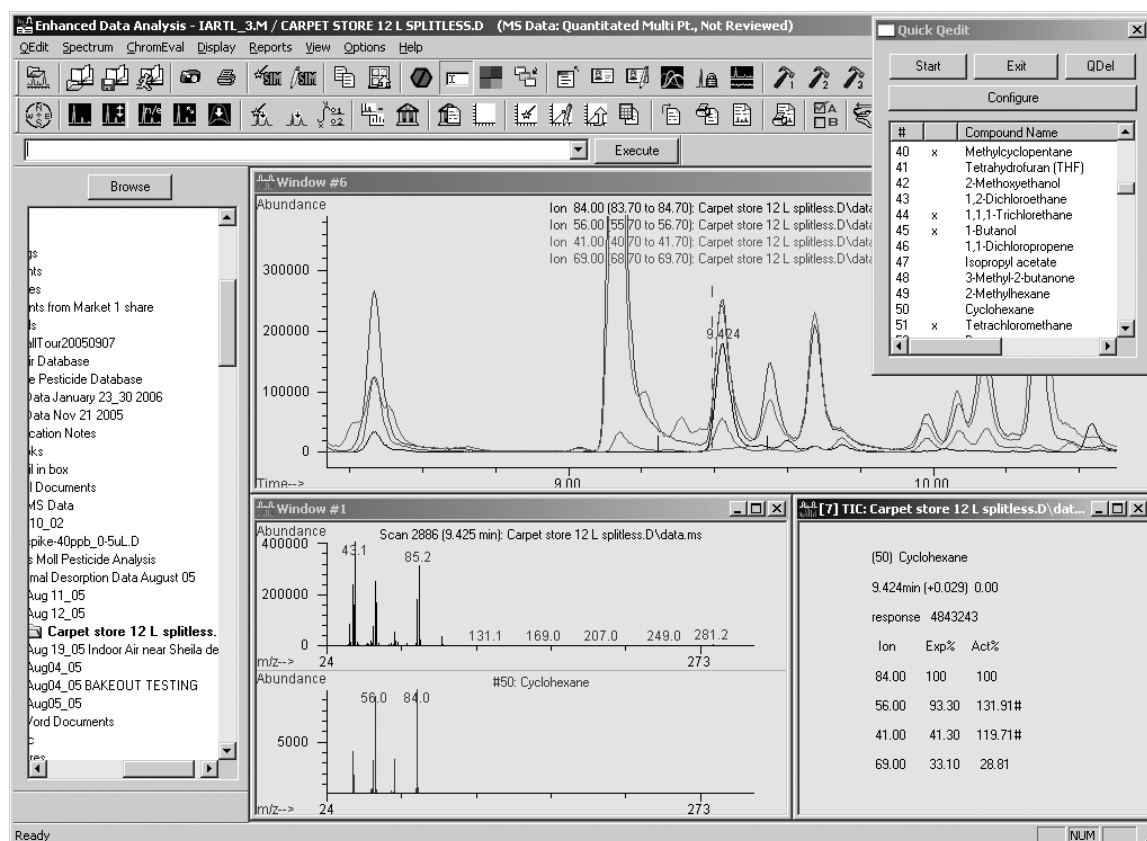 Enhanced Data Analysis - IARTL_3.M / CARPET STORE 12 L SPLITLESS.D (MS Data: Quantitated Multi Pt., Not Reviewed)
QEdit Spectrum ChromEval Display Reports View Options Help
Execute
Browse
gs
nts
es
nts from Market 1 share
ls
allTour20050907
ir Database
e Pesticide Database
Data January 23_30 2006
Data Nov 21 2005
cation Notes
oks
il in box
l Documents
MS Data
10_02
spike-40ppb_0-5uL.D
s Moll Pesticide Analysis
mal Desorption Data August 05
Aug 11_05
Aug 12_05
Carpet store 12 L splitless.
Aug 19_05 Indoor Air near Sheila de
Aug04_05
Aug04_05 BAKEOUT TESTING
Aug05_05
Word Documents
c
res
Window #6
Abundance
Ion 84.00 (83.70 to 84.70): Carpet store 12 L splitless.D\data
Ion 56.00 (55.70 to 56.70): Carpet store 12 L splitless.D\data
Ion 41.00 (40.70 to 41.70): Carpet store 12 L splitless.D\data
Ion 69.00 (68.70 to 69.70): Carpet store 12 L splitless.D\data
300000
200000
9.424
100000
0
Time--> 9.00 10.00
Window #1
Abundance
Scan 2886 (9.425 min): Carpet store 12 L splitless.D\data.ms
400000
43.1
85.2
200000
131.1 169.0 207.0 249.0 281.2
0
m/z--> 24 273
Abundance
#50: Cyclohexane
56.0 84.0
5000
0
m/z--> 24 273
[7] TIC: Carpet store 12 L splitless.D\dat...
(50) Cyclohexane
9.424min (+0.029) 0.00
response 4843243
Ion Exp% Act%
84.00 100 100
56.00 93.30 131.91#
41.00 41.30 119.71#
69.00 33.10 28.81
Quick Qedit
Start Exit QDel
Configure
# Compound Name
40 x Methylcyclopentane
41 Tetrahydrofuran (THF)
42 2-Methoxyethanol
43 1,2-Dichloroethane
44 x 1,1,1-Trichlorethane
45 x 1-Butanol
46 1,1-Dichloropropene
47 Isopropyl acetate
48 3-Methyl-2-butanone
49 2-Methylhexane
50 Cyclohexane
51 x Tetrachloromethane
Ready
NUM